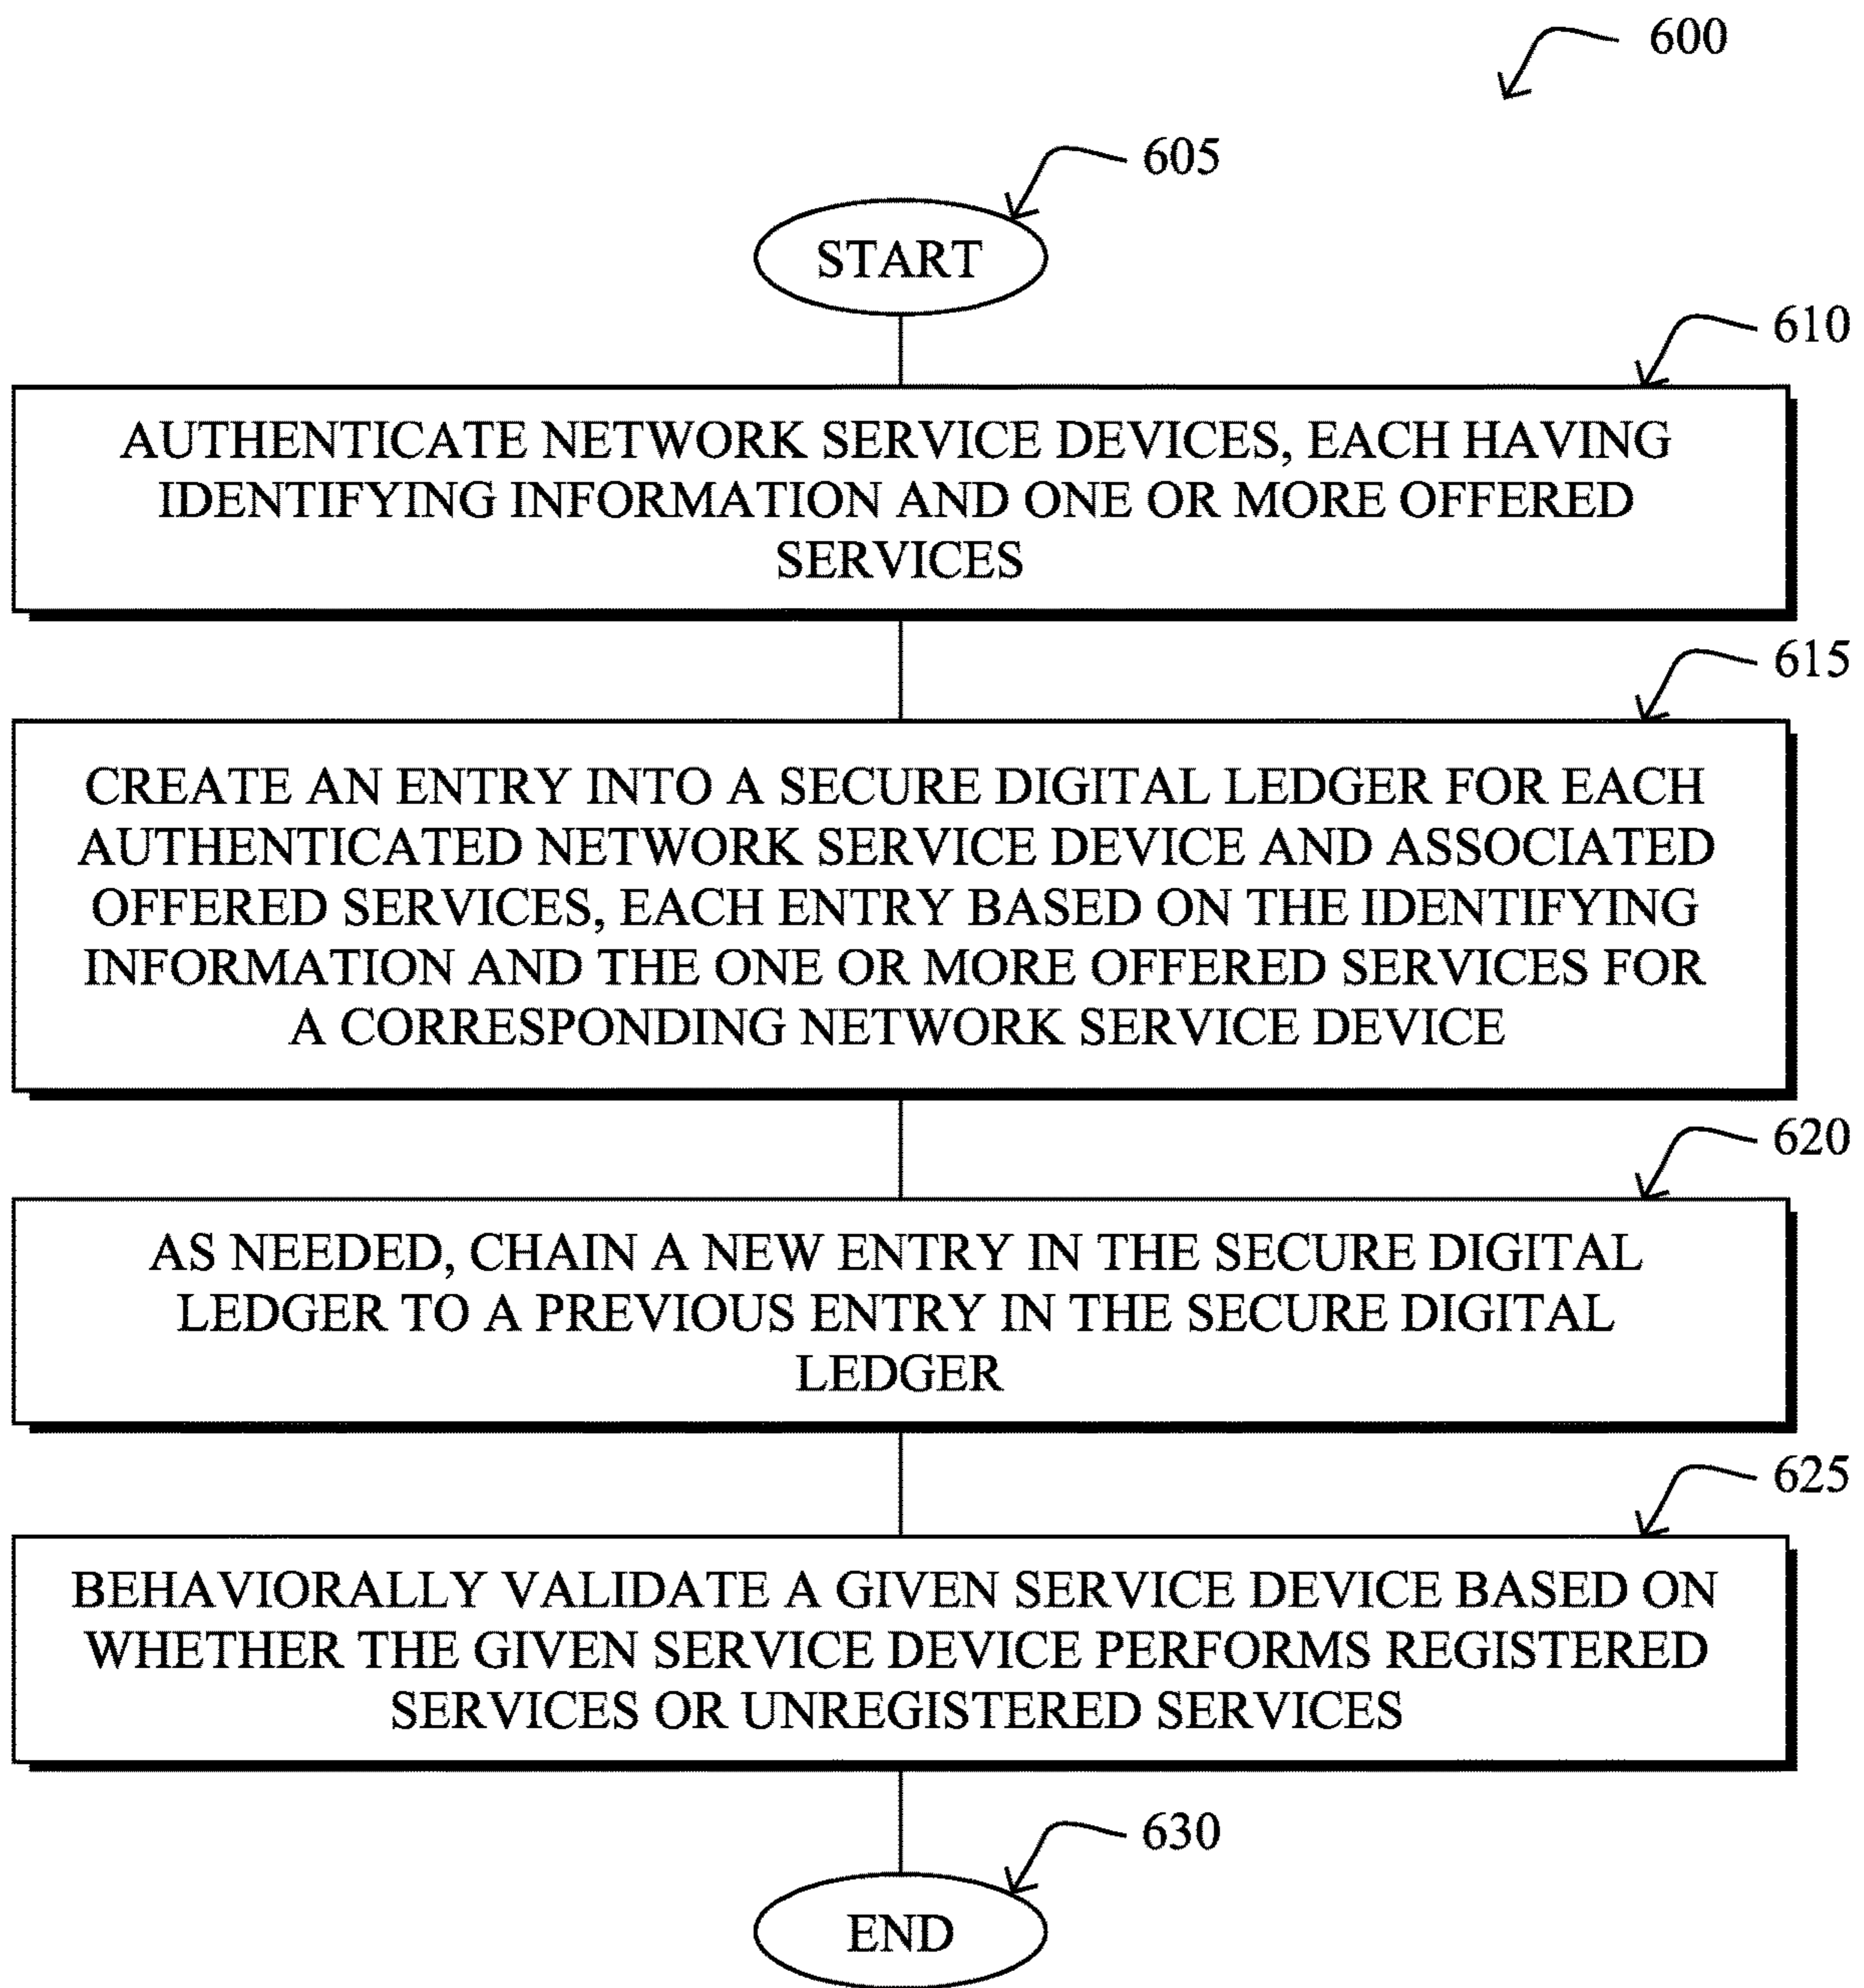 600
605
START
610
AUTHENTICATE NETWORK SERVICE DEVICES, EACH HAVING
IDENTIFYING INFORMATION AND ONE OR MORE OFFERED
SERVICES
615
CREATE AN ENTRY INTO A SECURE DIGITAL LEDGER FOR EACH
AUTHENTICATED NETWORK SERVICE DEVICE AND ASSOCIATED
OFFERED SERVICES, EACH ENTRY BASED ON THE IDENTIFYING
INFORMATION AND THE ONE OR MORE OFFERED SERVICES FOR
A CORRESPONDING NETWORK SERVICE DEVICE
620
AS NEEDED, CHAIN A NEW ENTRY IN THE SECURE DIGITAL
LEDGER TO A PREVIOUS ENTRY IN THE SECURE DIGITAL
LEDGER
625
BEHAVIORALLY VALIDATE A GIVEN SERVICE DEVICE BASED ON
WHETHER THE GIVEN SERVICE DEVICE PERFORMS REGISTERED
SERVICES OR UNREGISTERED SERVICES
630
END